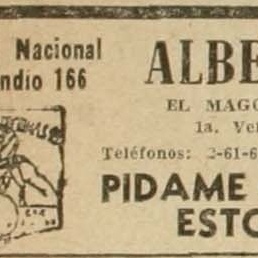 Nacional
ndio 166
ALBE
EL MAGO
1a. Ve
Teléfonos: 2-61-6
PIDAME
ESTO